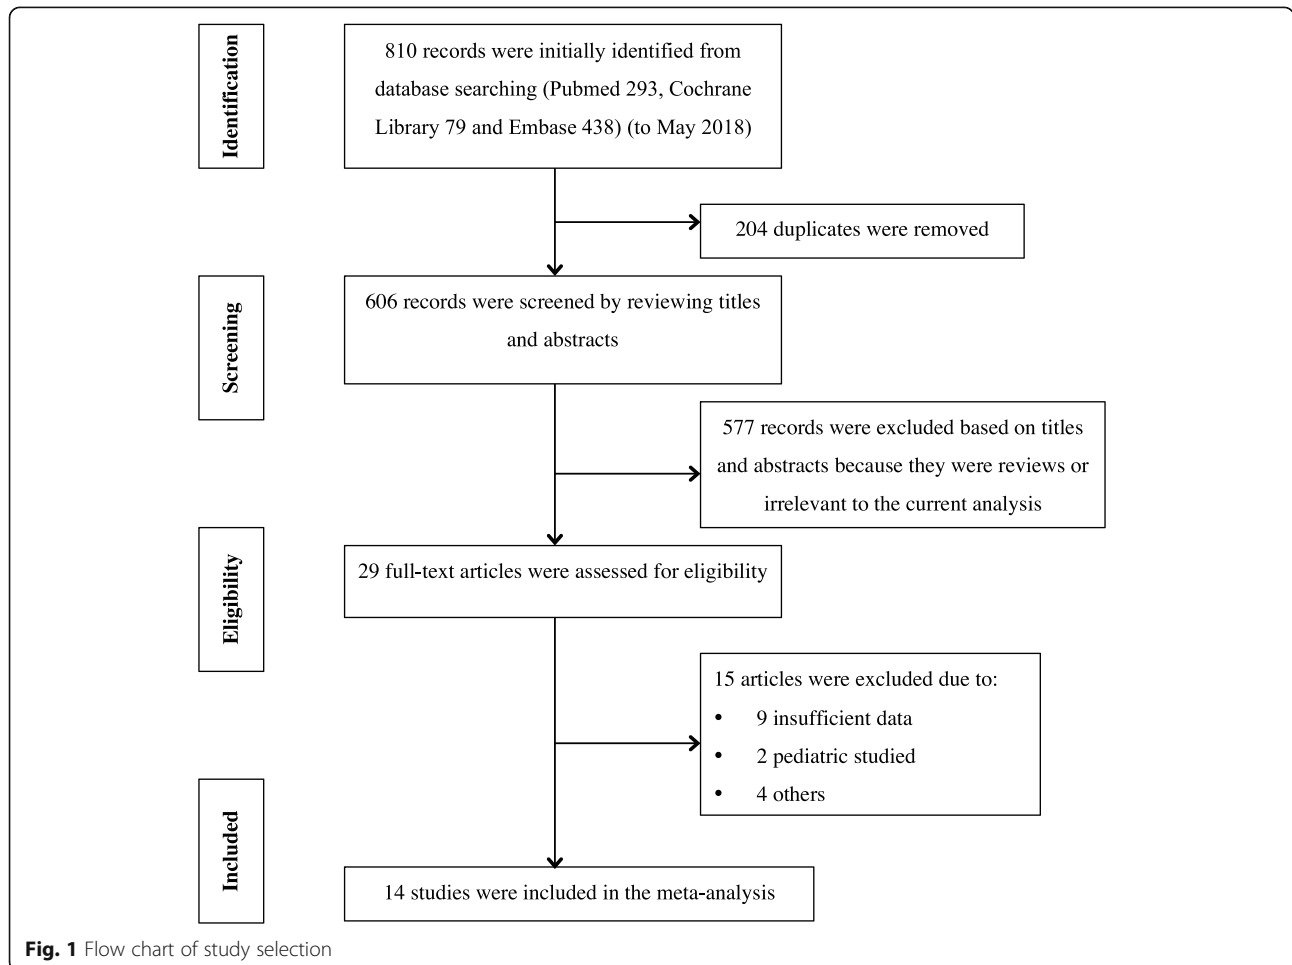 Identification
810 records were initially identified from
database searching (Pubmed 293, Cochrane
Library 79 and Embase 438) (to May 2018)
204 duplicates were removed
Screening
606 records were screened by reviewing titles
and abstracts
577 records were excluded based on titles
and abstracts because they were reviews or
irrelevant to the current analysis
Eligibility
29 full-text articles were assessed for eligibility
15 articles were excluded due to:
• 9 insufficient data
• 2 pediatric studied
• 4 others
Included
14 studies were included in the meta-analysis
Fig. 1 Flow chart of study selection